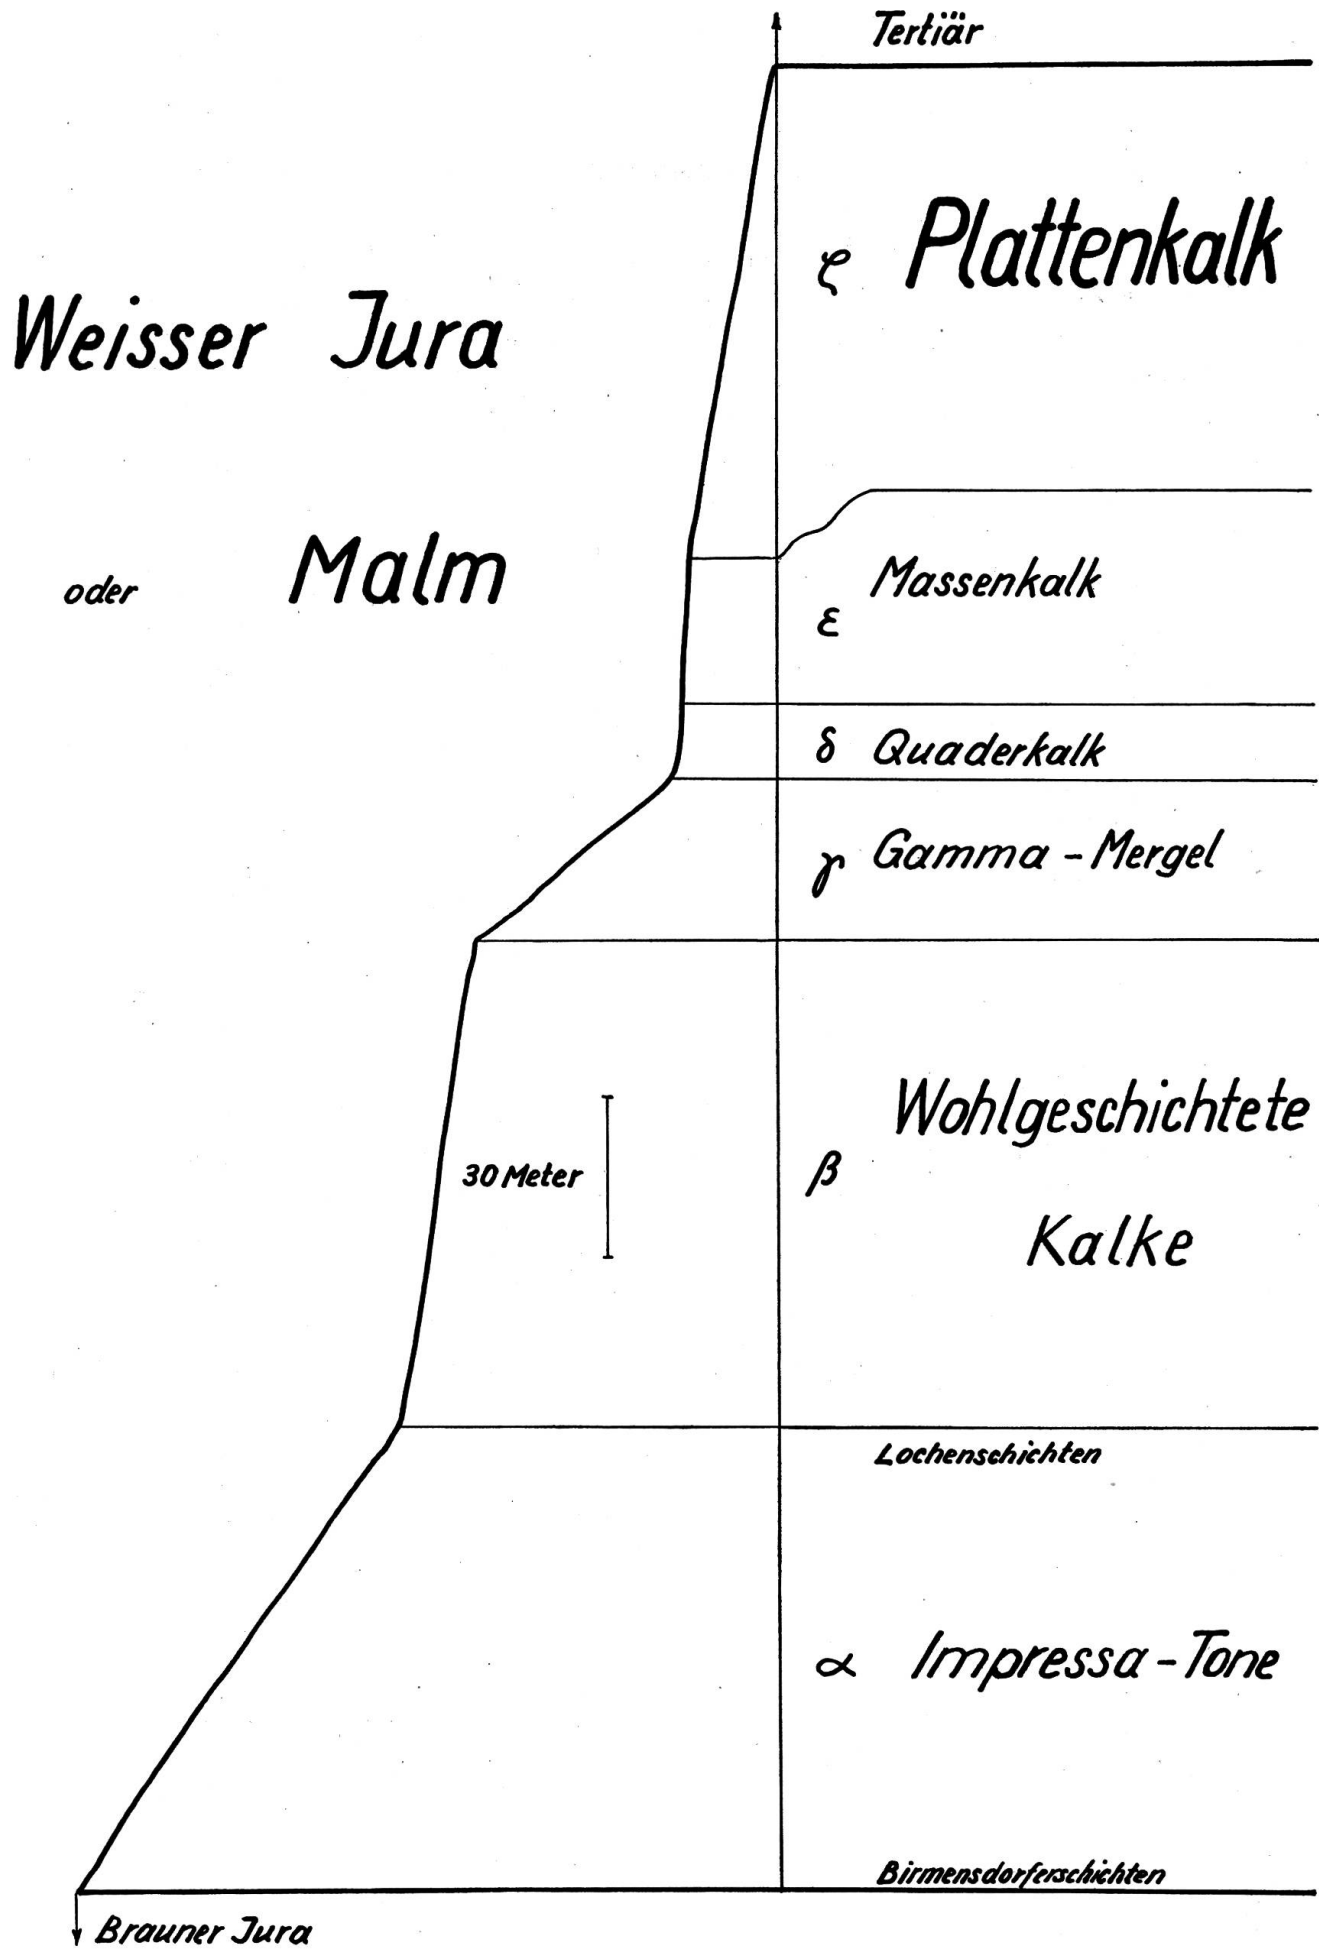 Tertiär
ζ Plattenkalk
Weisser Jura
oder Malm
Massenkalk
ε
δ Quaderkalk
γ Gamma - Mergel
Wohlgeschichtete
30 Meter
β
Kalke
Lochenschichten
α Impressa - Tone
Birmensdorferschichten
Brauner Jura